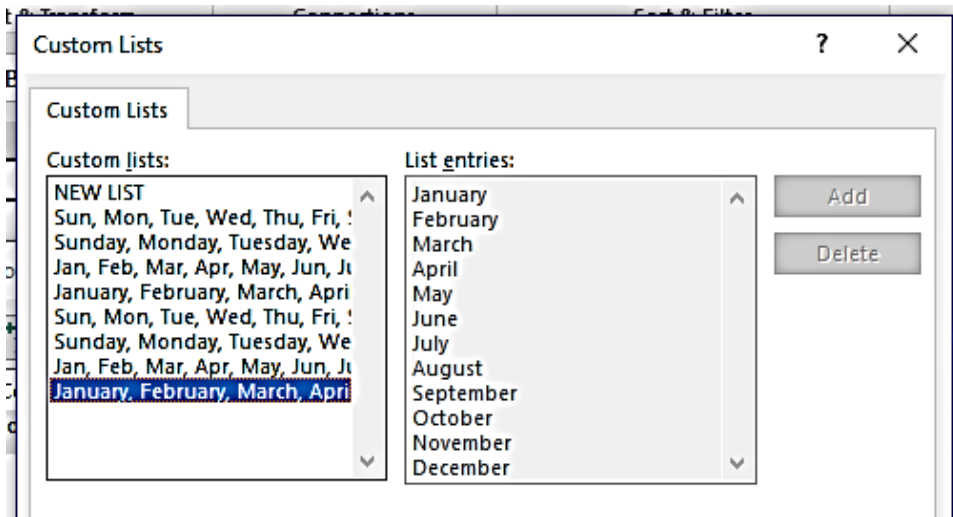 Custom Lists
?
Custom Lists
Custom lists:
NEW LIST
Sun, Mon, Tue, Wed, Thu, Fri,
Sunday, Monday, Tuesday, We
Jan, Feb, Mar, Apr, May, Jun,
January, February, March, Apri
Sun, Mon, Tue, Wed, Thu, Fri,
Sunday, Monday, Tuesday, We
Jan, Feb, Mar, Apr, May, Jun,
January, February, March, Apri
List entries:
January
February
March
April
May
June
July
August
September
October
November
December
Add
Delete